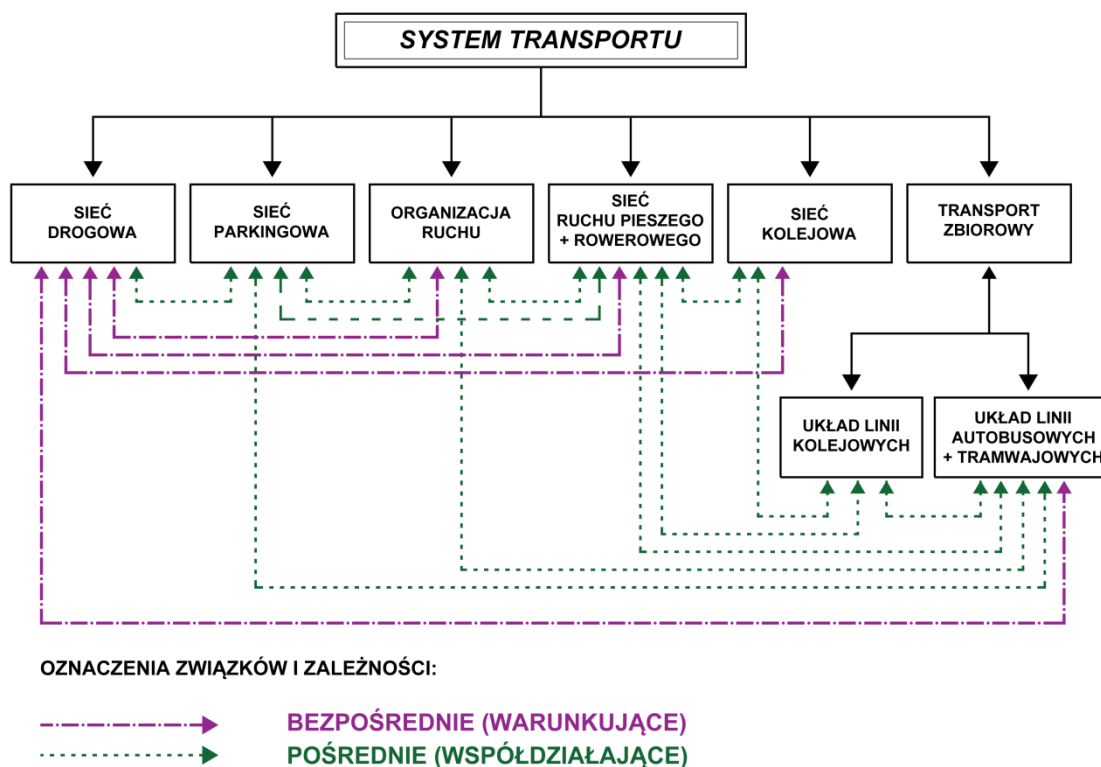 SYSTEM TRANSPORTU
SIEĆ
DROGOWA
SIEĆ
PARKINGOWA
ORGANIZACJA
RUCHU
SIEĆ
RUCHU PIESZEGO
+ ROWEROWEGO
SIEĆ
KOLEJOWA
TRANSPORT
ZBIOROWY
UKŁAD LINII
KOLEJOWYCH
UKŁAD LINII
AUTOBUSOWYCH
+ TRAMWAJOWYCH
OZNACZENIA ZWIĄZKÓW I ZALEŻNOŚCI:
BEZPOŚREDNIE (WARUNKUJĄCE)
POŚREDNIE (WSPÓŁDZIAŁAJĄCE)